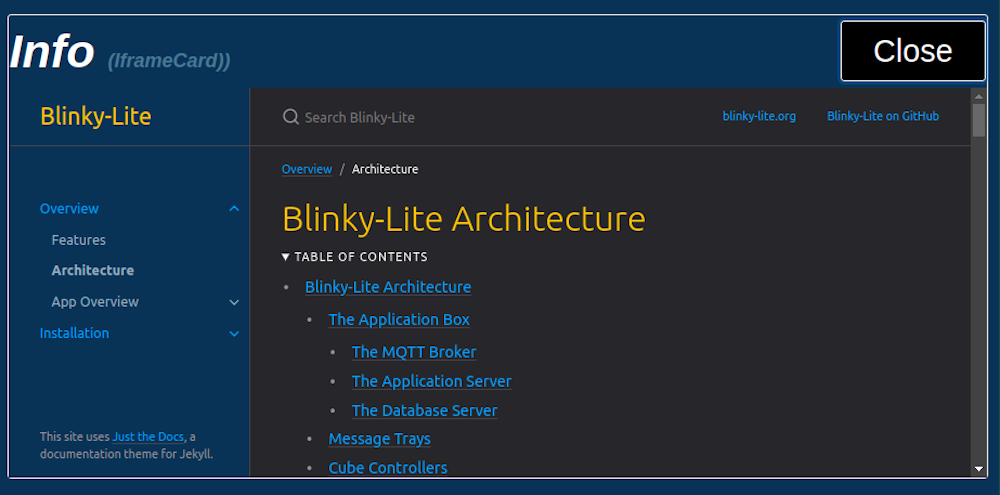 Info (IframeCard))
Close
Blinky-Lite
Search Blinky-Lite
blinky-lite.org
Blinky-Lite on GitHub
Overview
Features
Architecture
App Overview
Installation
This site uses Just the Docs, a
documentation theme for Jekyll.
Overview / Architecture
Blinky-Lite Architecture
TABLE OF CONTENTS
Blinky-Lite Architecture
The Application Box
The MQTT Broker
The Application Server
The Database Server
Message Trays
Cube Controllers